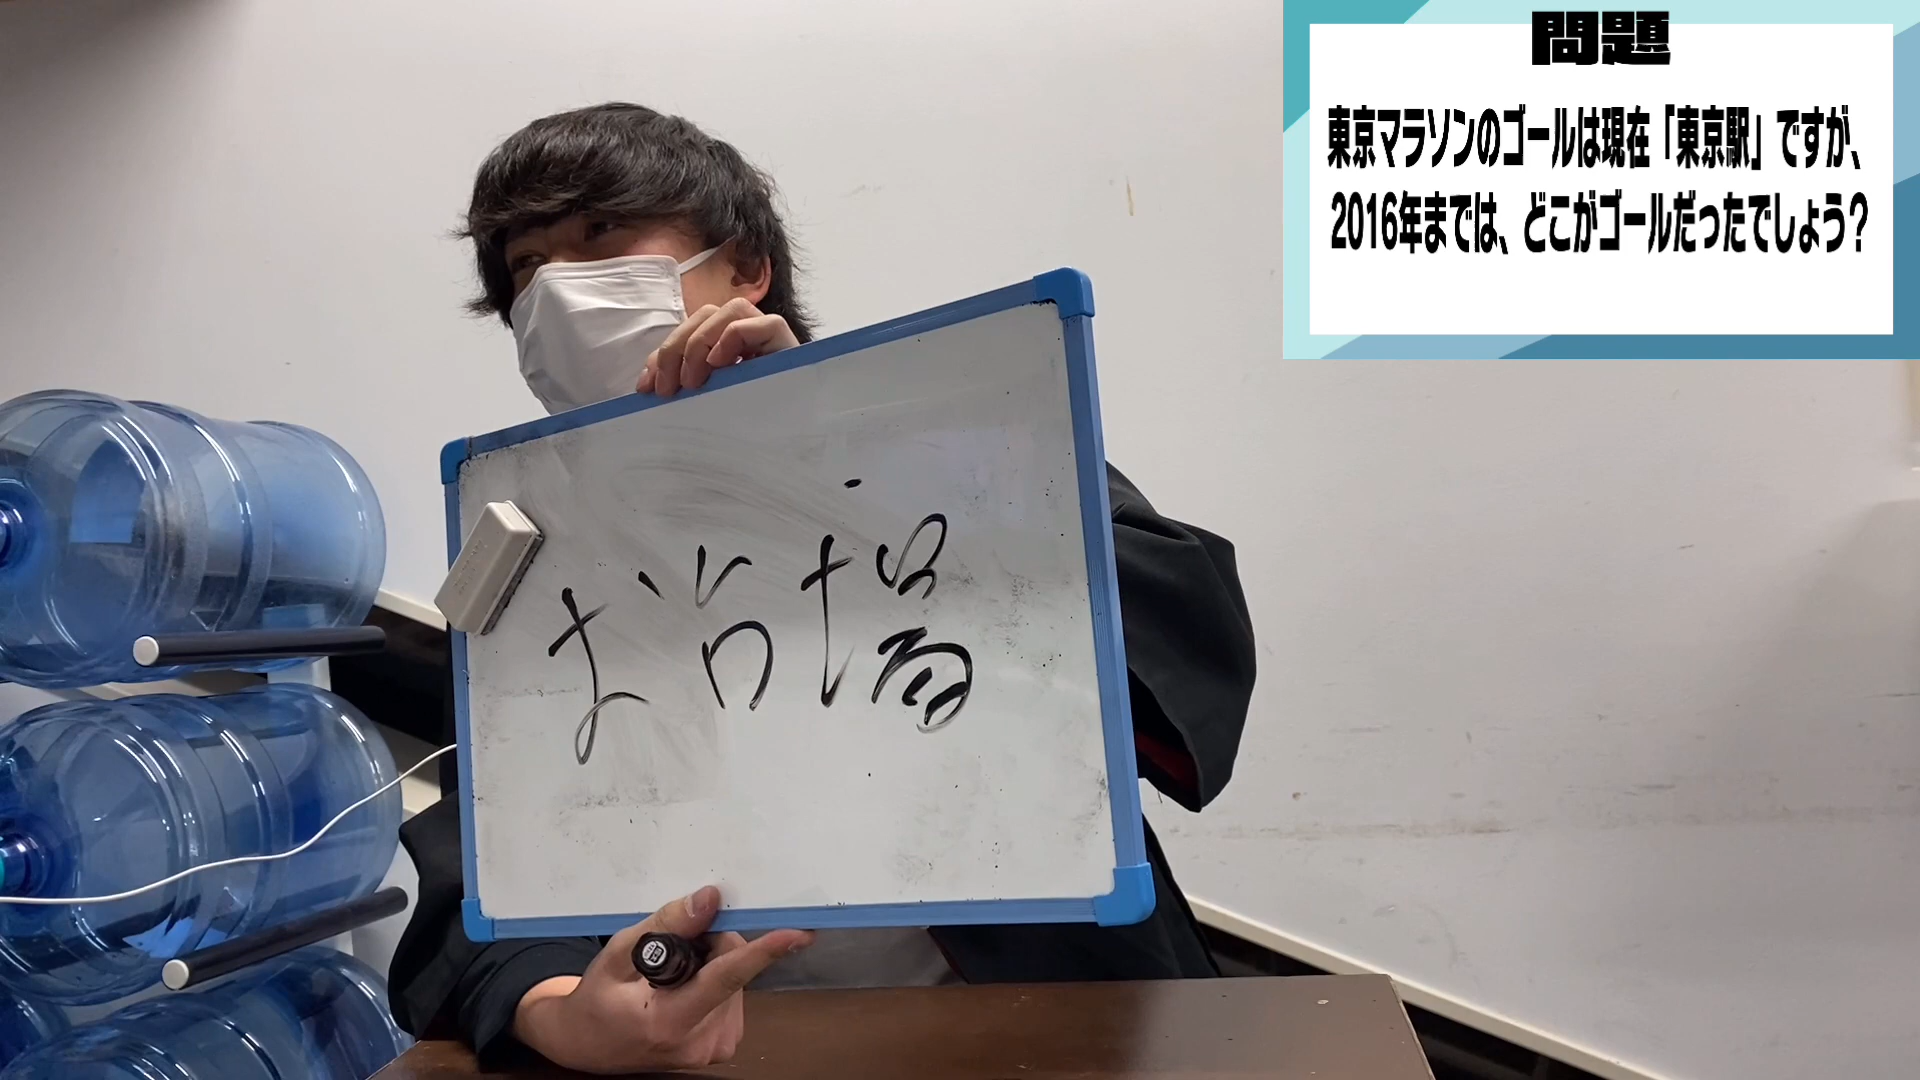 問題
東京マラソンのゴールは現在「東京駅」ですが、
2016年までは、どこがゴールだったでしょう？
お台場